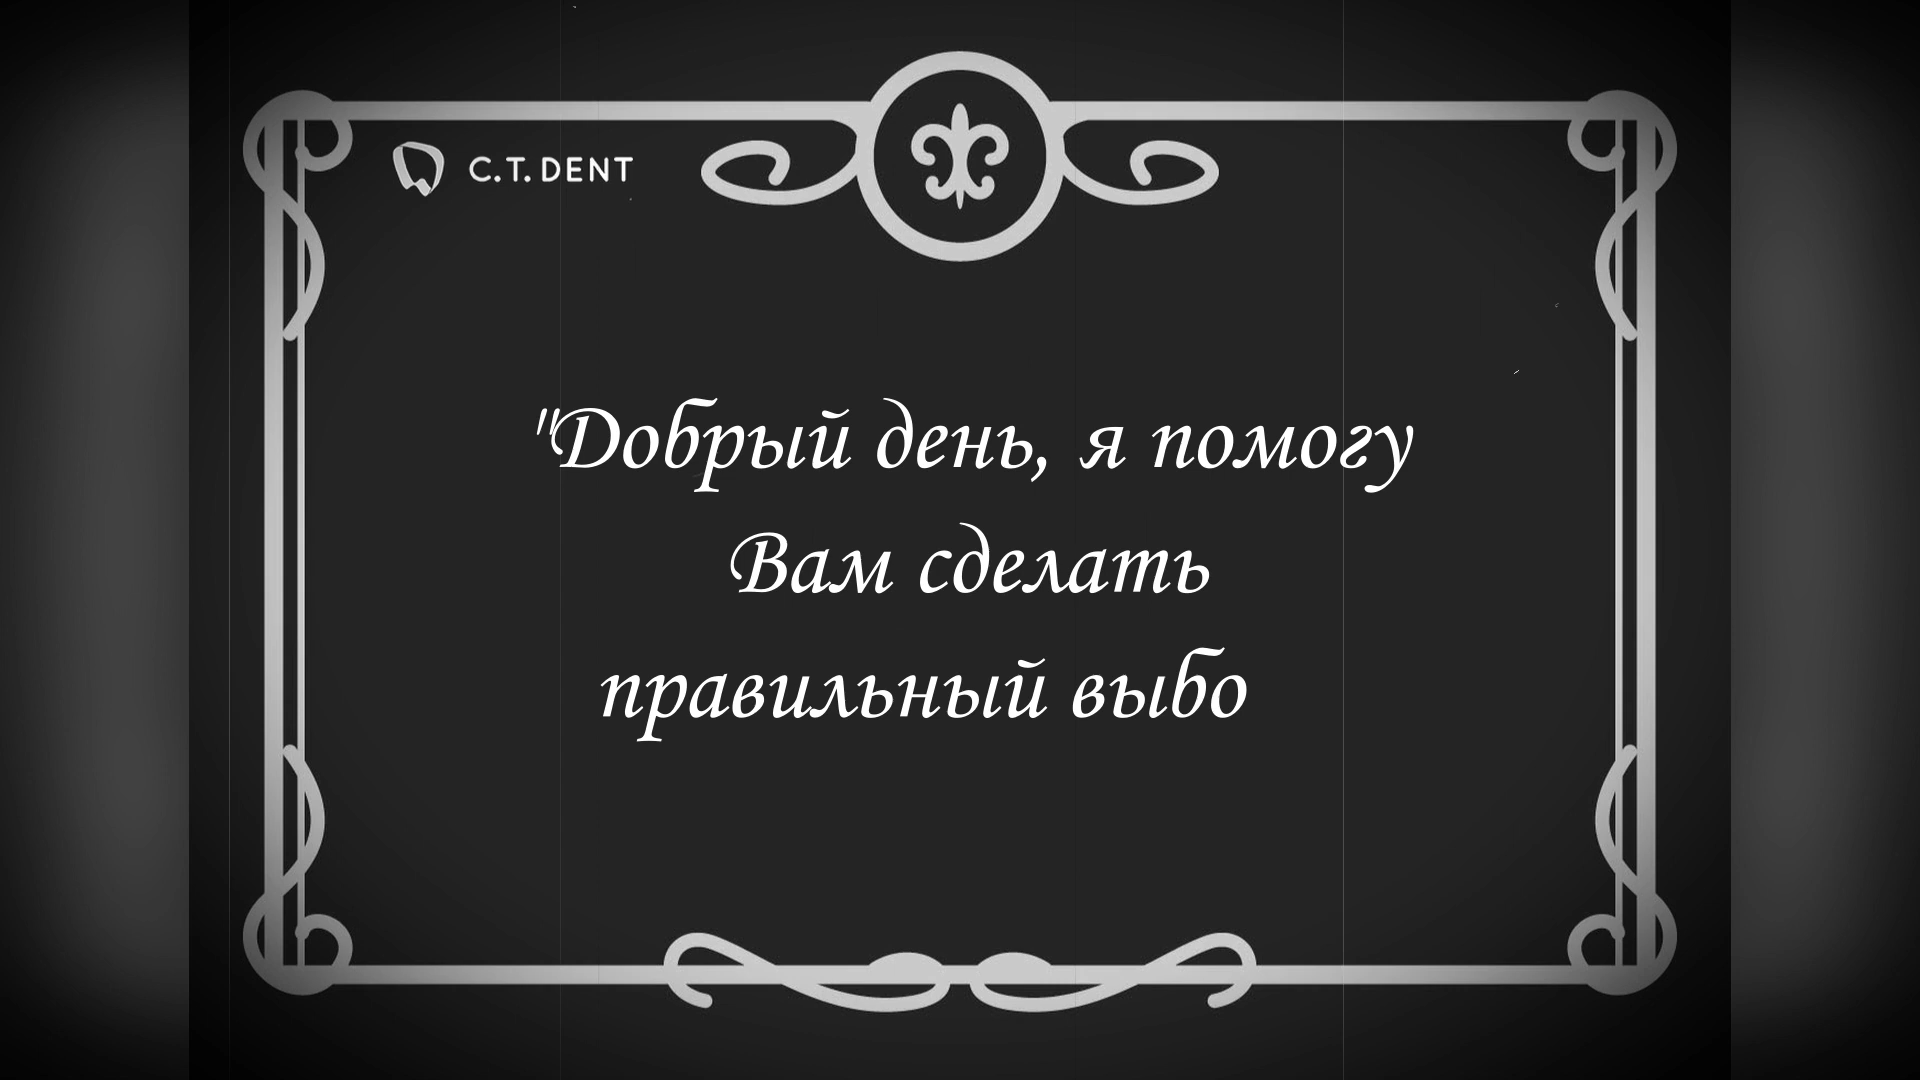 C.T. DENT
"Добрый день, я помогу
Вам сделать
правильный выбо